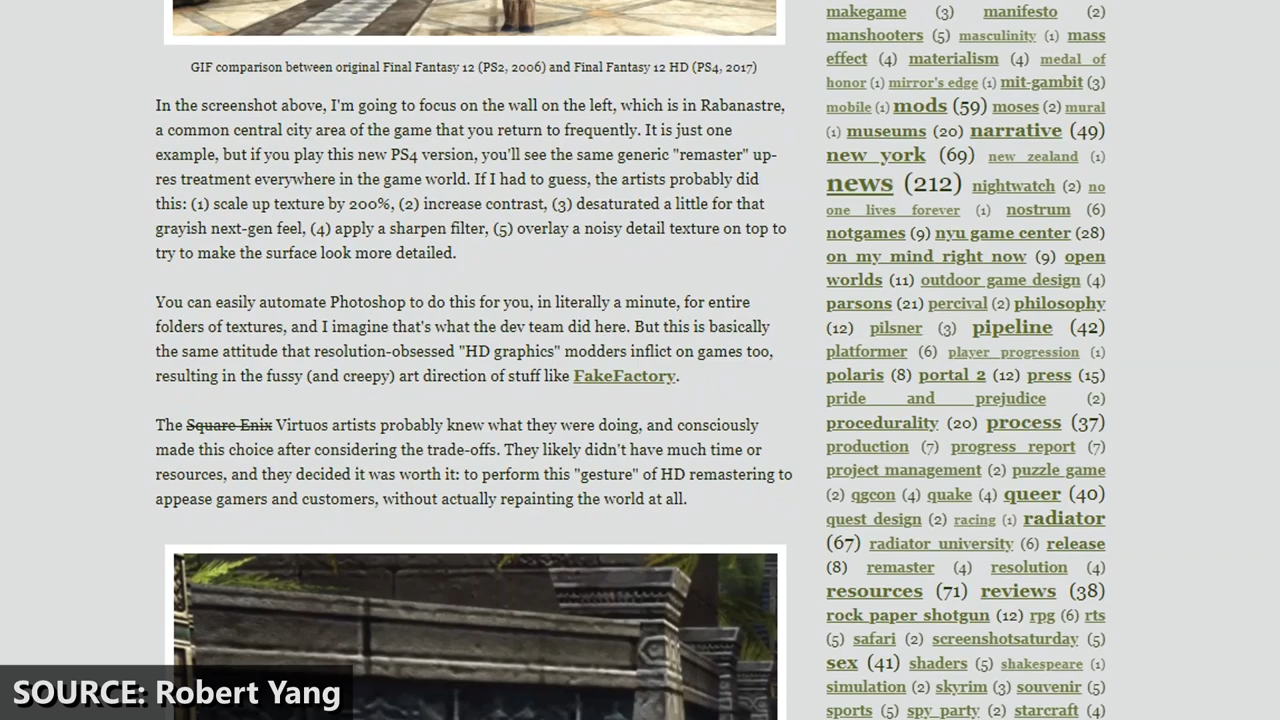 GIF comparison between original Final Fantasy 12 (PS2, 2006) and Final Fantasy 12 HD (PS4, 2017)
In the screenshot above, I'm going to focus on the wall on the left, which is in Rabanastre,
a common central city area of the game that you return to frequently. It is just one
example, but if you play this new PS4 version, you'll see the same generic "remaster" up-
res treatment everywhere in the game world. If I had to guess, the artists probably did
this: (1) scale up texture by 200%, (2) increase contrast, (3) desaturated a little for that
grayish next-gen feel, (4) apply a sharpen filter, (5) overlay a noisy detail texture on top to
try to make the surface look more detailed.
You can easily automate Photoshop to do this for you, in literally a minute, for entire
folders of textures, and I imagine that's what the dev team did here. But this is basically
the same attitude that resolution-obsessed "HD graphics" modders inflict on games too,
resulting in the fussy (and creepy) art direction of stuff like FakeFactory.
The Square Enix Virtuos artists probably knew what they were doing, and consciously
made this choice after considering the trade-offs. They likely didn't have much time or
resources, and they decided it was worth it: to perform this "gesture" of HD remastering to
appease gamers and customers, without actually repainting the world at all.
makegame (3) manifesto (2)
manshooters (5) masculinity (1) mass
effect (4) materialism (4) medal of
honor (1) mirror's edge (1) mit-gambit (3)
mobile (1) mods (59) moses (2) mural
(1) museums (20) narrative (49)
new york (69) new zealand (1)
news (212) nightwatch (2) no
one lives forever (1) nostrum (6)
notgames (9) nyu game center (28)
on my mind right now (9) open
worlds (11) outdoor game design (4)
parsons (21) percival (2) philosophy
(12) pilsner (3) pipeline (42)
platformer (6) player progression (1)
polaris (8) portal 2 (12) press (15)
pride and prejudice (2)
procedurality (20) process (37)
production (7) progress report (7)
project management (2) puzzle game
(2) qgcon (4) quake (4) queer (40)
quest design (2) racing (1) radiator
(67) radiator university (6) release
(8) remaster (4) resolution (4)
resources (71) reviews (38)
rock paper shotgun (12) rpg (6) rts
(5) safari (2) screenshotsaturday (5)
sex (41) shaders (5) shakespeare (1)
simulation (2) skyrim (3) souvenir (5)
sports (5) spy party (2) starcraft (4)
SOURCE: Robert Yang